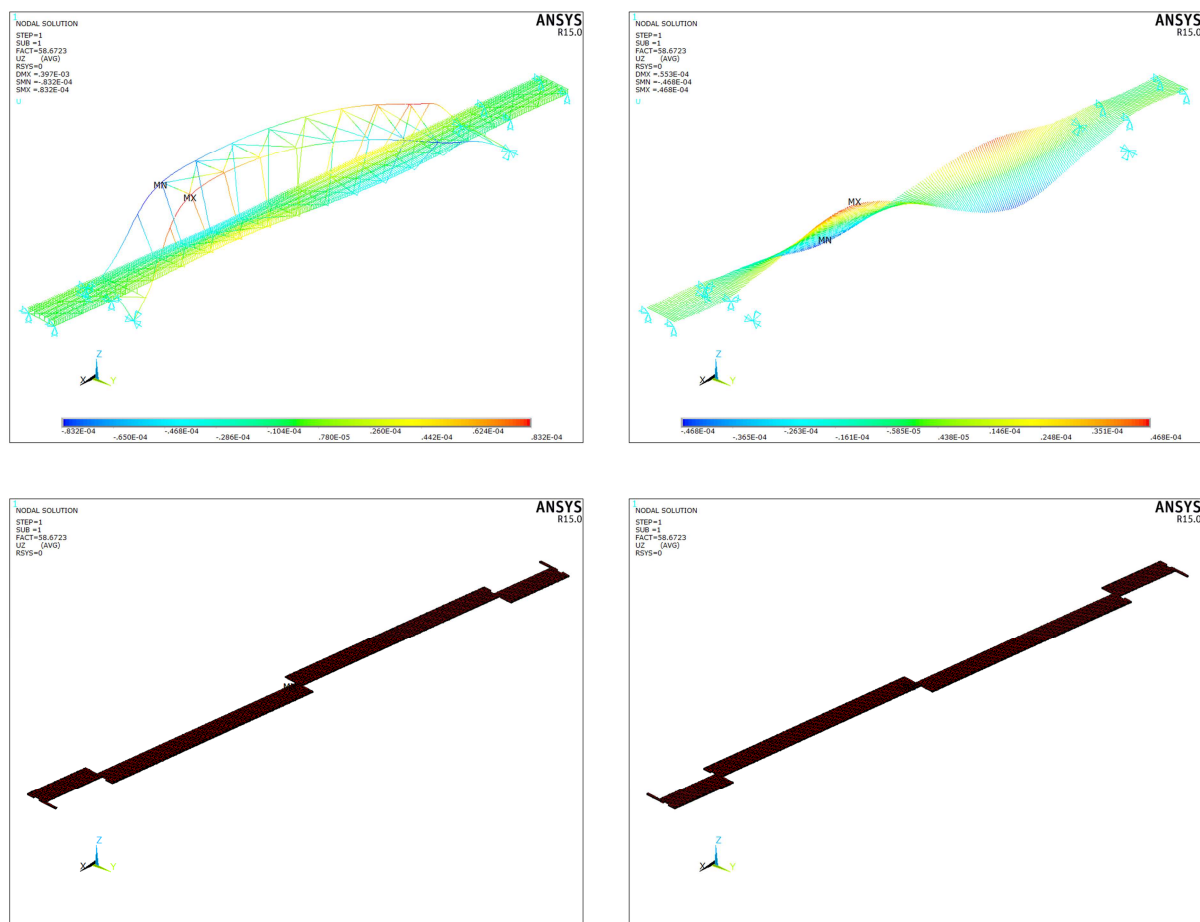 1
NODAL SOLUTION
STEP=1
SUB =1
FACT=58.6723
UZ (AVG)
RSYS=0
DMX =.397E-03
SMN =-.832E-04
SMX =.832E-04
U
ANSYS
R15.0
MN
MX
Z
X
Y
-.832E-04 -.468E-04 -.104E-04 .260E-04 .624E-04
-.650E-04 -.286E-04 .780E-05 .442E-04 .832E-04
1
NODAL SOLUTION
STEP=1
SUB =1
FACT=58.6723
UZ (AVG)
RSYS=0
DMX =.553E-04
SMN =-.468E-04
SMX =.468E-04
U
ANSYS
R15.0
MX
MN
Z
X
Y
-.468E-04 -.263E-04 -.585E-05 .146E-04 .351E-04
-.365E-04 -.161E-04 .438E-05 .248E-04 .468E-04
1
NODAL SOLUTION
STEP=1
SUB =1
FACT=58.6723
UZ (AVG)
RSYS=0
ANSYS
R15.0
Z
X
Y
1
NODAL SOLUTION
STEP=1
SUB =1
FACT=58.6723
UZ (AVG)
RSYS=0
ANSYS
R15.0
Z
X
Y